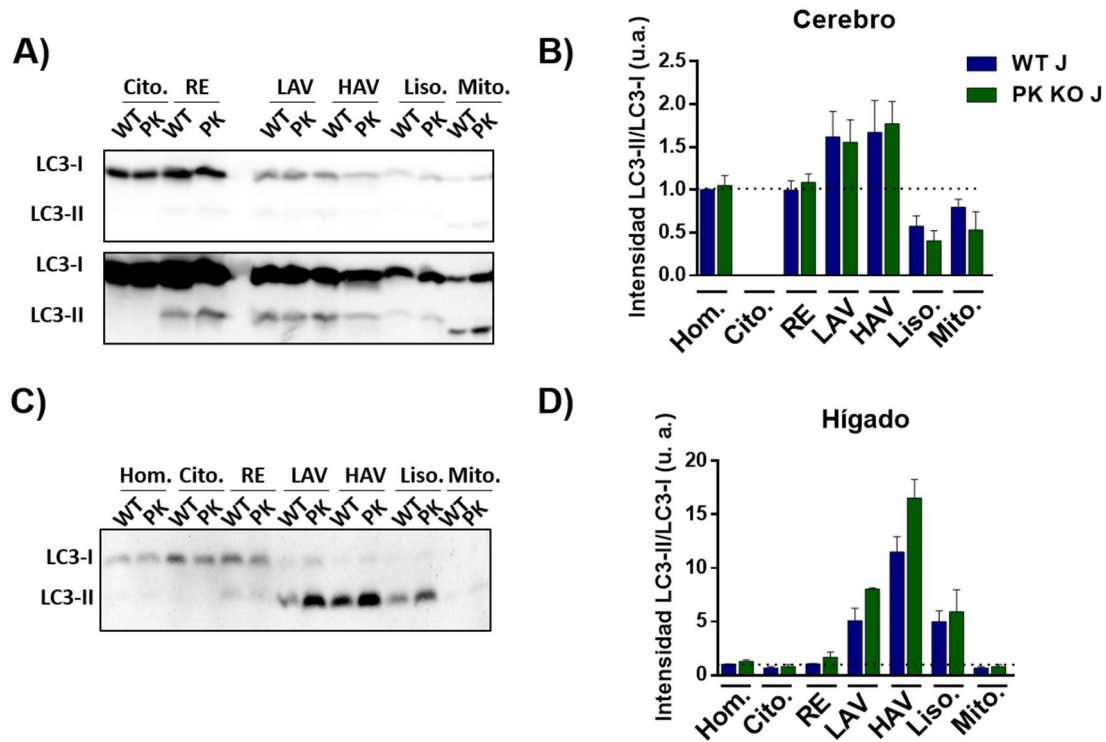 A)
Cito. RE LAV HAV Liso. Mito.
WT PK WT PK WT PK WT PK WT PK WT PK
LC3-I
LC3-II
LC3-I
LC3-II
B)
Cerebro
Intensidad LC3-II/LC3-I (u.a.)
2.5
2.0
1.5
1.0
0.5
0.0
Hom. Cito. RE LAV HAV Liso. Mito.
WT J
PK KO J
C)
Hom. Cito. RE LAV HAV Liso. Mito.
WT PK WT PK WT PK WT PK WT PK WT PK WT PK
LC3-I
LC3-II
D)
Hígado
Intensidad LC3-II/LC3-I (u. a.)
20
15
10
5
0
Hom. Cito. RE LAV HAV Liso. Mito.